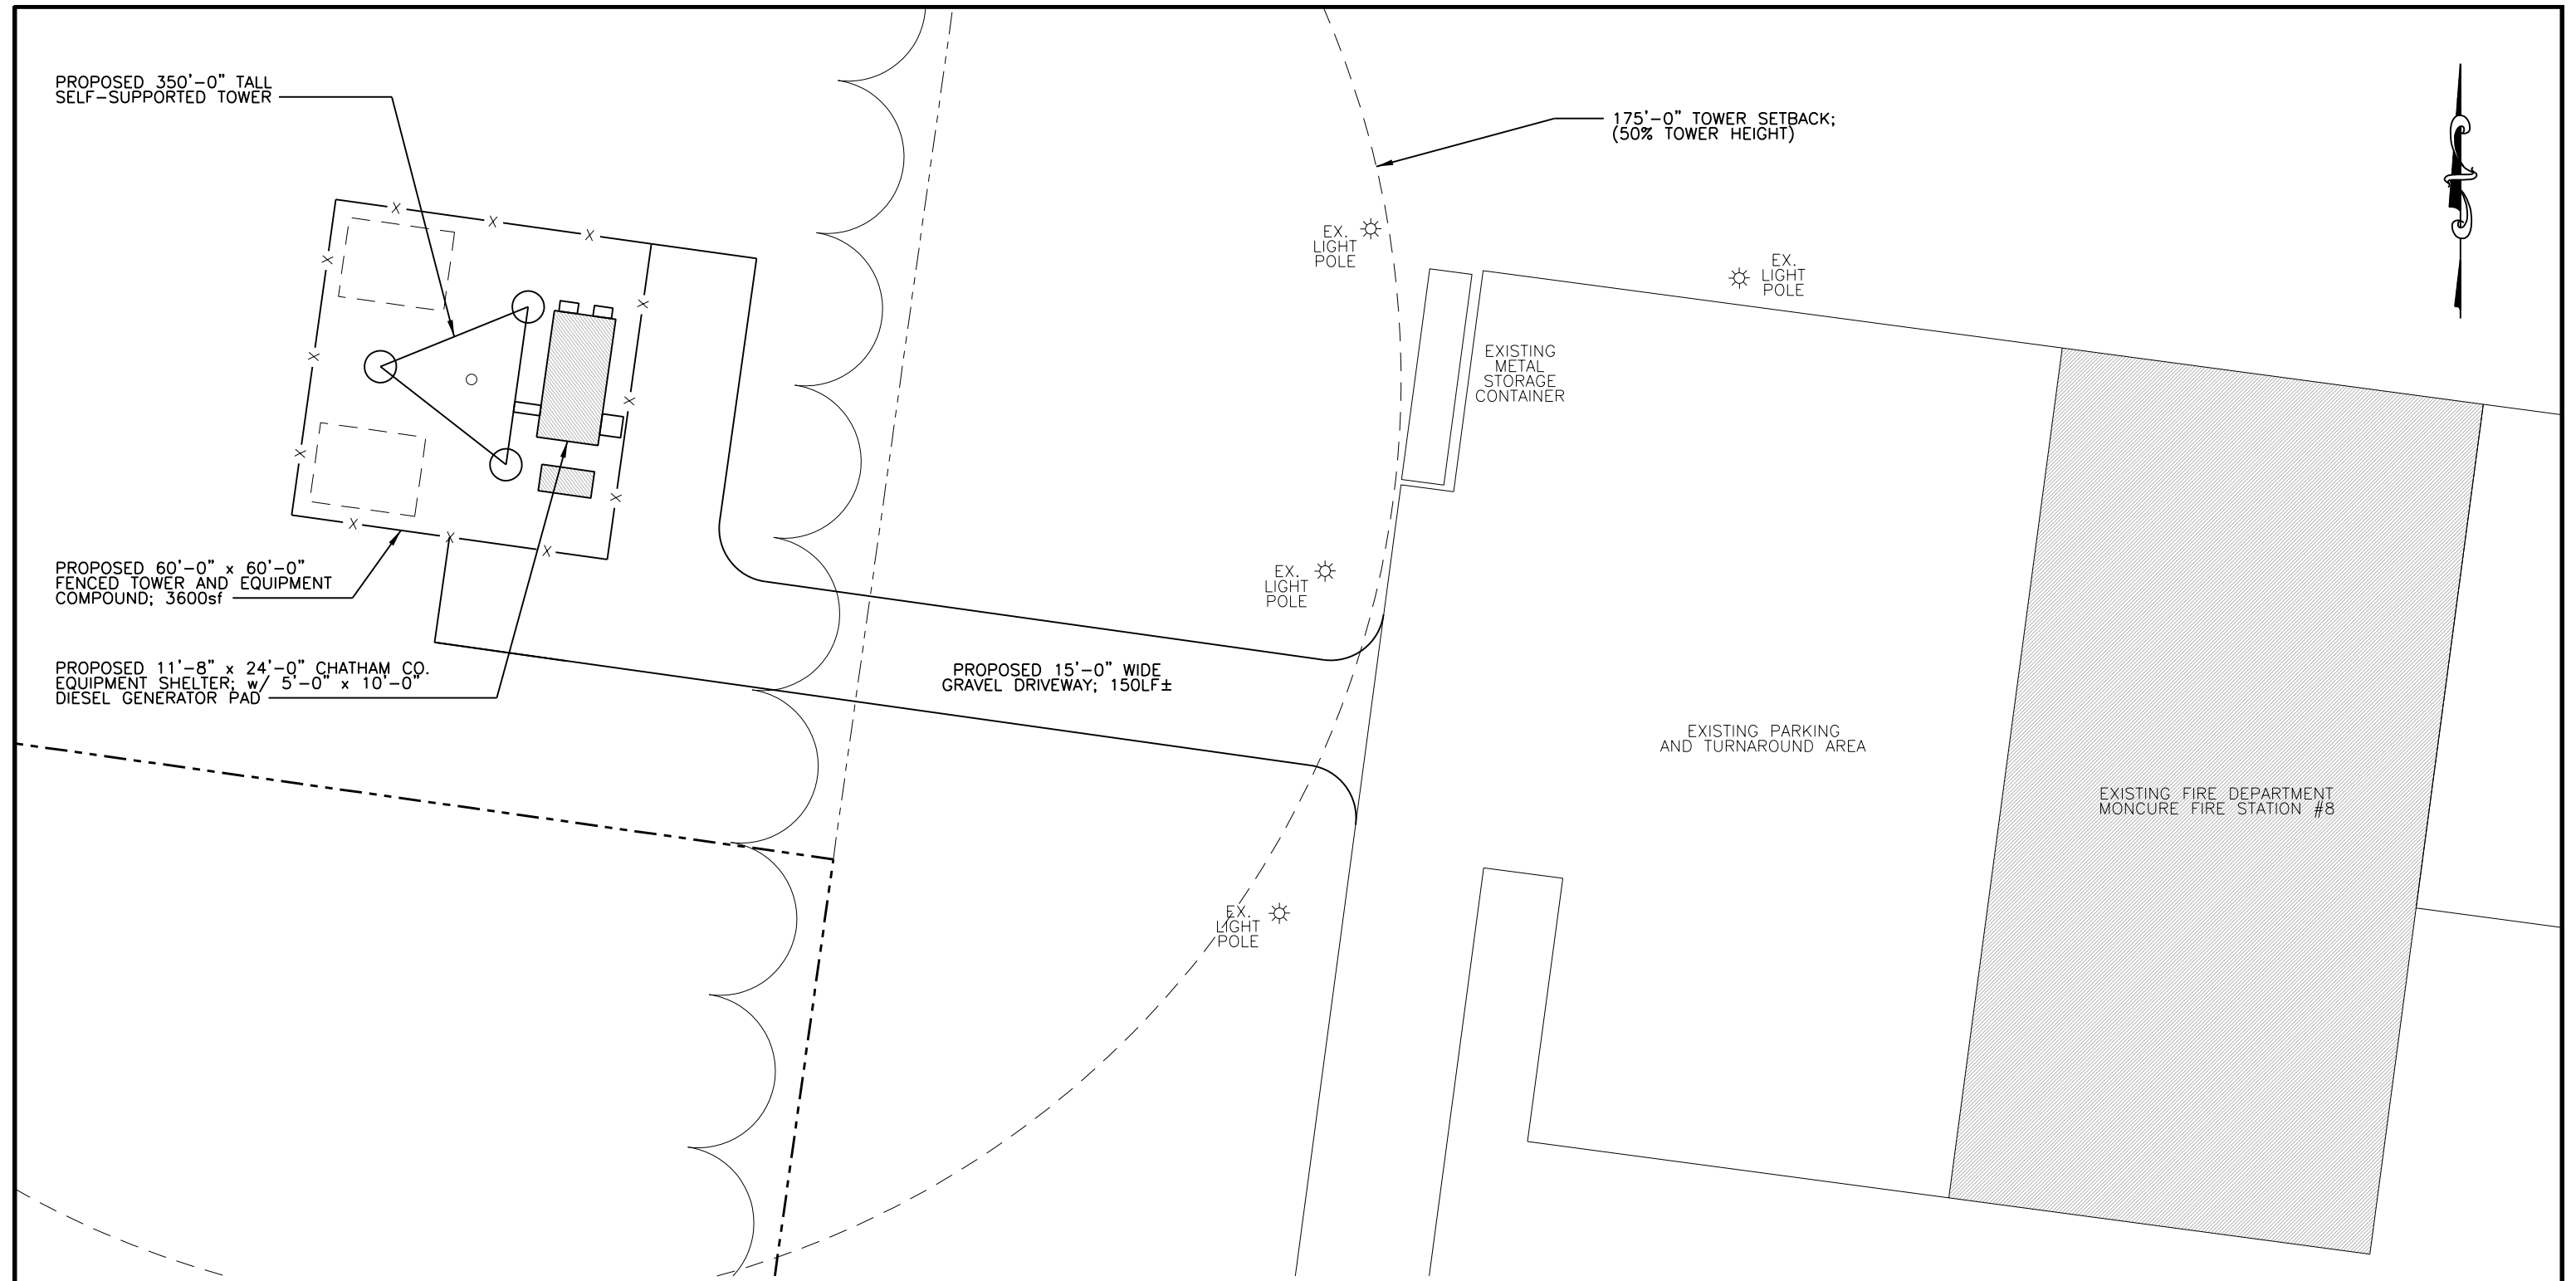 PROPOSED 350'-0" TALL
SELF-SUPPORTED TOWER
175'-0" TOWER SETBACK;
(50% TOWER HEIGHT)
EX.
LIGHT
POLE
EX.
LIGHT
POLE
EXISTING
METAL
STORAGE
CONTAINER
PROPOSED 60'-0" x 60'-0"
FENCED TOWER AND EQUIPMENT
COMPOUND; 3600sf
EX.
LIGHT
POLE
PROPOSED 11'-8" x 24'-0" CHATHAM CO.
EQUIPMENT SHELTER; w/ 5'-0" x 10'-0"
DIESEL GENERATOR PAD
PROPOSED 15'-0" WIDE
GRAVEL DRIVEWAY; 150LF±
EXISTING PARKING
AND TURNAROUND AREA
EXISTING FIRE DEPARTMENT
MONCURE FIRE STATION #8
EX.
LIGHT
POLE